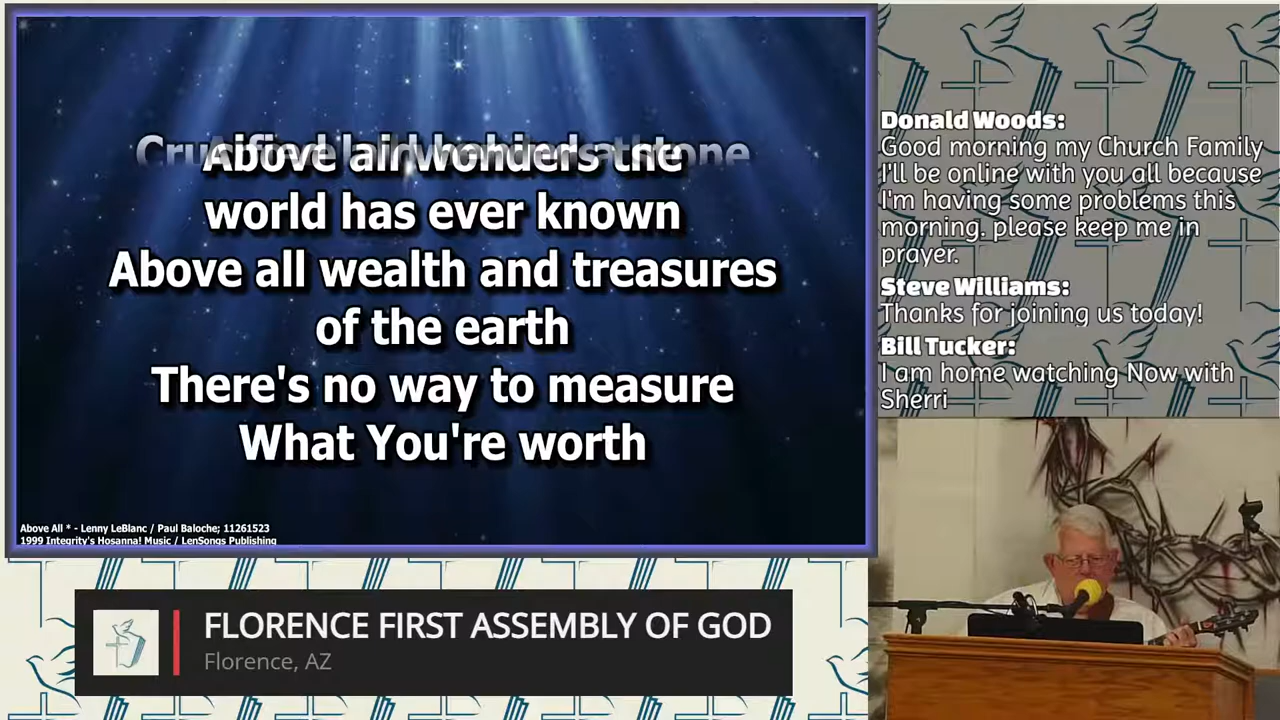 Above all wonders the
world has ever known
Above all wealth and treasures
of the earth
There's no way to measure
What You're worth
Above All * - Lenny LeBlanc / Paul Baloche; 11261523
1999 Integrity's Hosanna! Music / LenSongs Publishing
Donald Woods:
Good morning my Church Family
I'll be online with you all because
I'm having some problems this
morning. please keep me in
prayer.
Steve Williams:
Thanks for joining us today!
Bill Tucker:
I am home watching Now with
Sherri
FLORENCE FIRST ASSEMBLY OF GOD
Florence, AZ